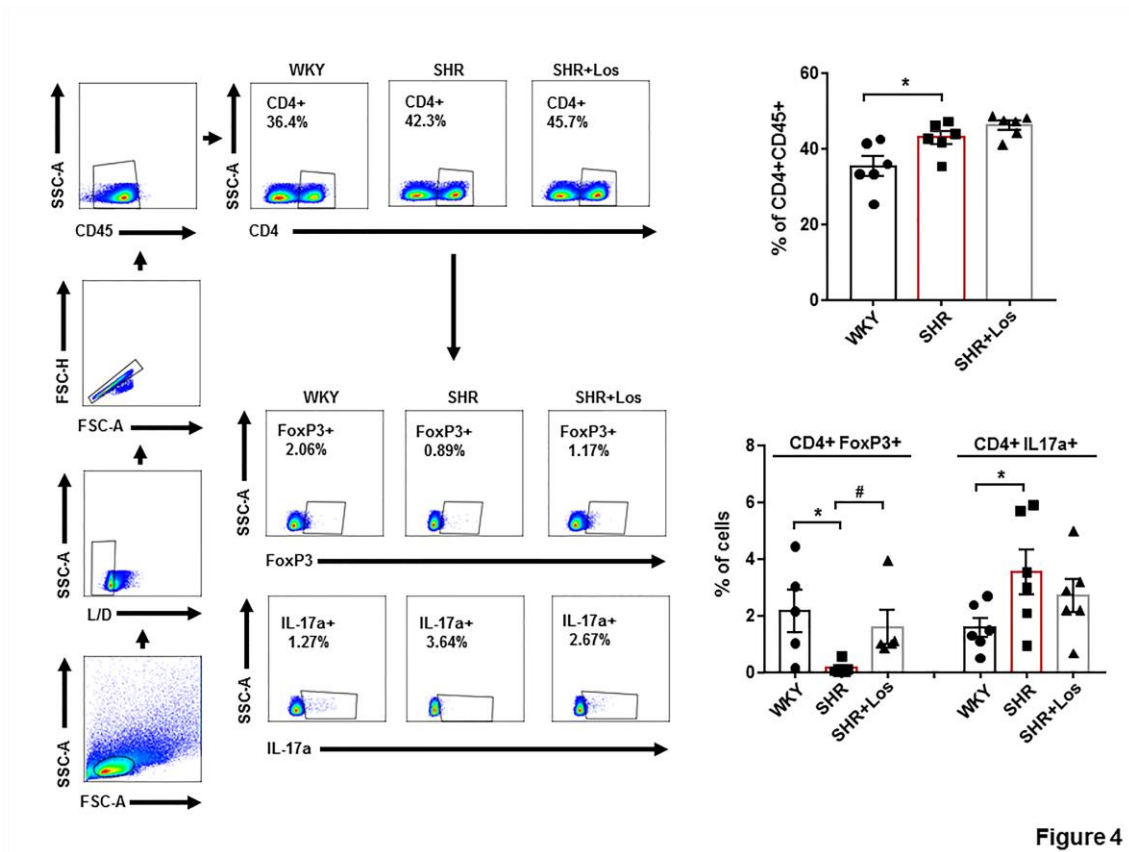 WKY
SHR
SHR+Los
SSC-A
SSC-A
CD4+
36.4%
CD4+
42.3%
CD4+
45.7%
CD45
CD4
FSC-H
FSC-A
SSC-A
L/D
SSC-A
FSC-A
WKY
SHR
SHR+Los
SSC-A
FoxP3+
2.06%
FoxP3+
0.89%
FoxP3+
1.17%
FoxP3
SSC-A
IL-17a+
1.27%
IL-17a+
3.64%
IL-17a+
2.67%
IL-17a
% of CD4+CD45+
60
40
20
0
*
WKY
SHR
SHR+Los
% of cells
8
6
4
2
0
CD4+ FoxP3+
CD4+ IL17a+
*
#
*
WKY
SHR
SHR+Los
WKY
SHR
SHR+Los
Figure 4